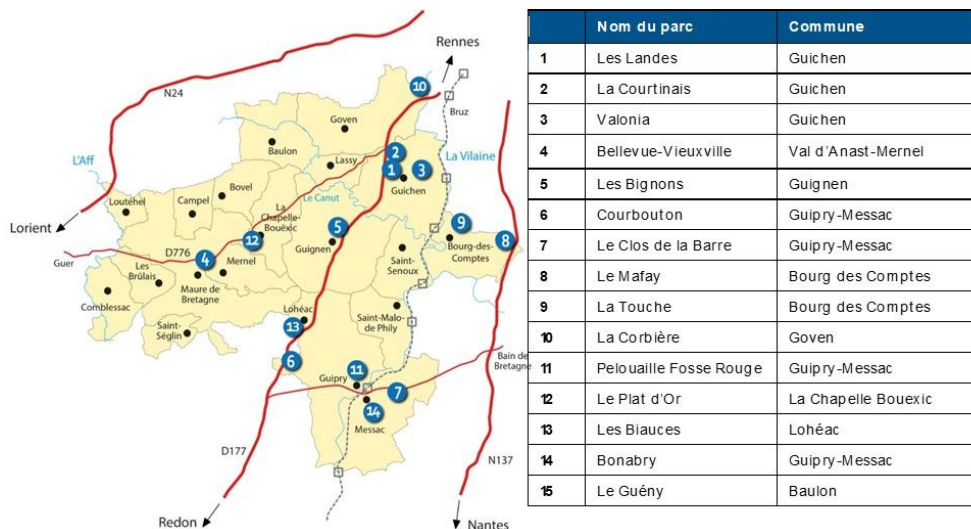 Rennes
10
N24
Bruz
Goven
Baulon
2
L'Aff
Lassy
La Vilaine
1
3
Bovel
Le Canut
Guichen
Loutéhel
Campel
La
Chapelle-
Bouëxic
5
9
Lorient
12
Guignen
8
D776
Bourg-des-
Comptes
Guer
4
Mernel
Saint-
Senoux
Les
Brûlais
Maure de
Bretagne
Comblessac
Lohéac
Saint-Malo-
de Phily
Saint-
Séglin
13
6
11
Bain de
Bretagne
Guipry
7
14
Messac
D177
N137
Redon
Nantes
Nom du parc Commune
1 Les Landes Guichen
2 La Courtinais Guichen
3 Valonia Guichen
4 Bellevue-Vieuxville Val d'Anast-Mernel
5 Les Bignons Guignen
6 Courbouton Guipry-Messac
7 Le Clos de la Barre Guipry-Messac
8 Le Mafay Bourg des Comptes
9 La Touche Bourg des Comptes
10 La Corbière Goven
11 Pelouaille Fosse Rouge Guipry-Messac
12 Le Plat d'Or La Chapelle Bouexic
13 Les Biauces Lohéac
14 Bonabry Guipry-Messac
15 Le Guény Baulon